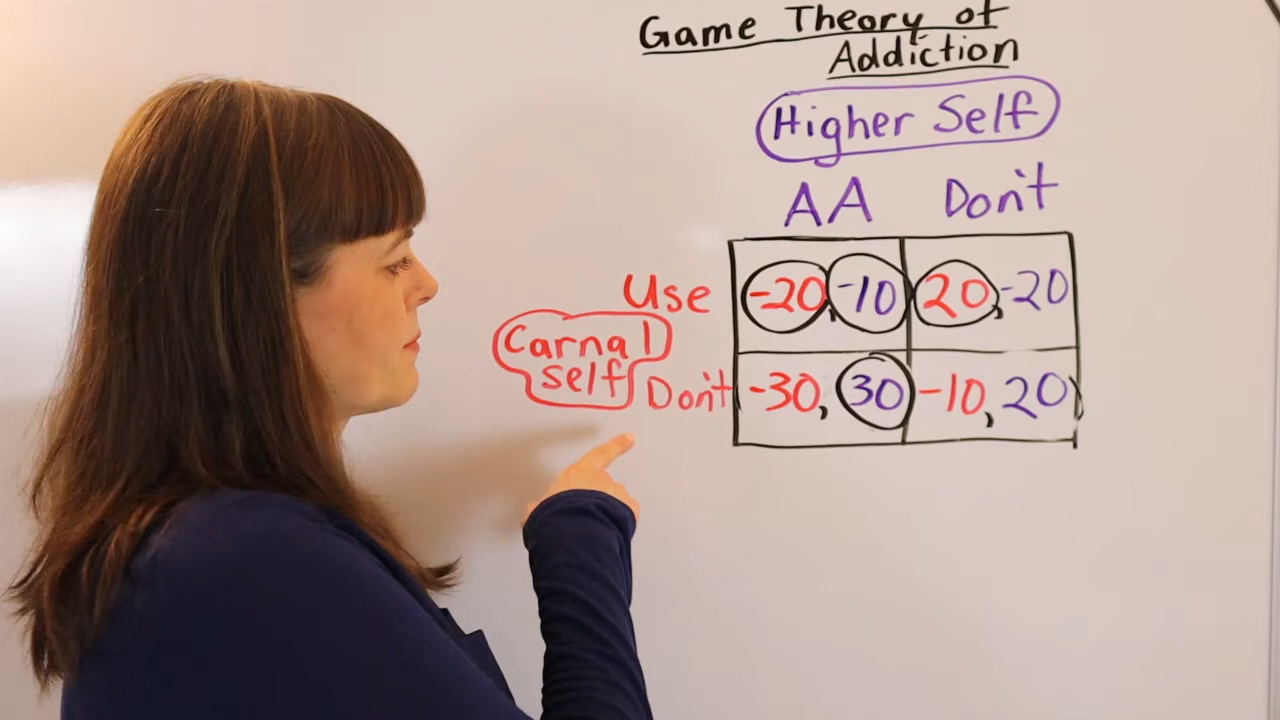 Game Theory of
Addiction
Higher Self
AA Don't
Use -20, -10 20, -20
Carnal
self
Don't -30, 30 -10, 20